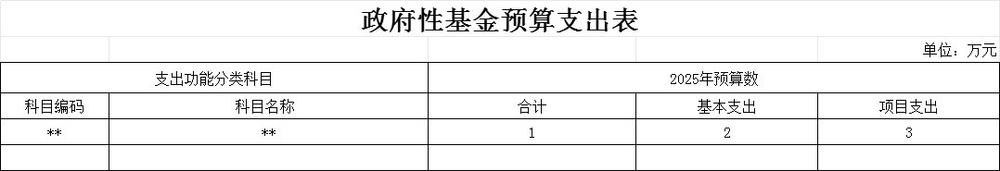 政府性基金预算支出表
单位：万元
支出功能分类科目 2025年预算数
科目编码 科目名称 合计 基本支出 项目支出
** ** 1 2 3